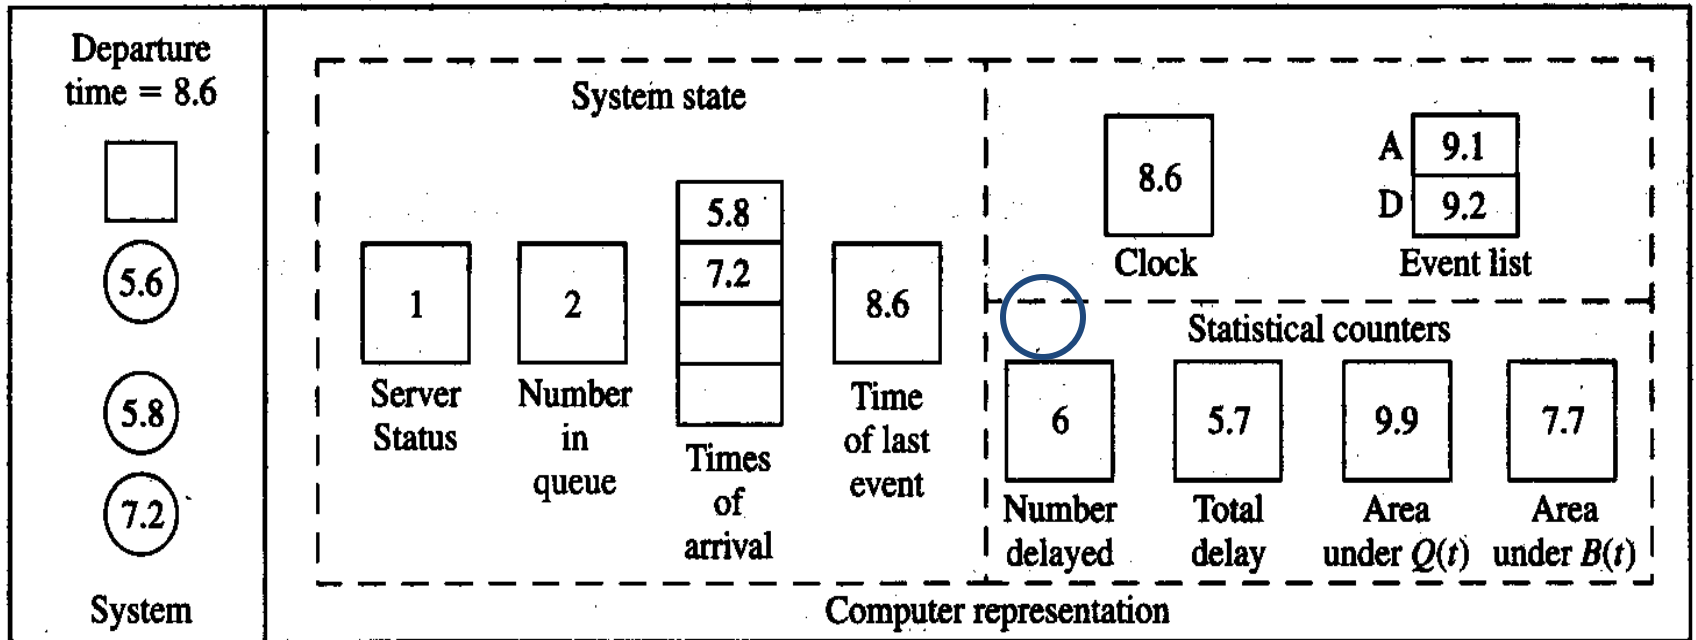 Departure
time = 8.6
5.6
5.8
7.2
System
System state
1
Server
Status
2
Number
in
queue
5.8
7.2
Times
of
arrival
8.6
Time
of last
event
8.6
Clock
A 9.1
D 9.2
Event list
Statistical counters
6
Number
delayed
5.7
Total
delay
9.9
Area
under Q(t)
7.7
Area
under B(t)
Computer representation